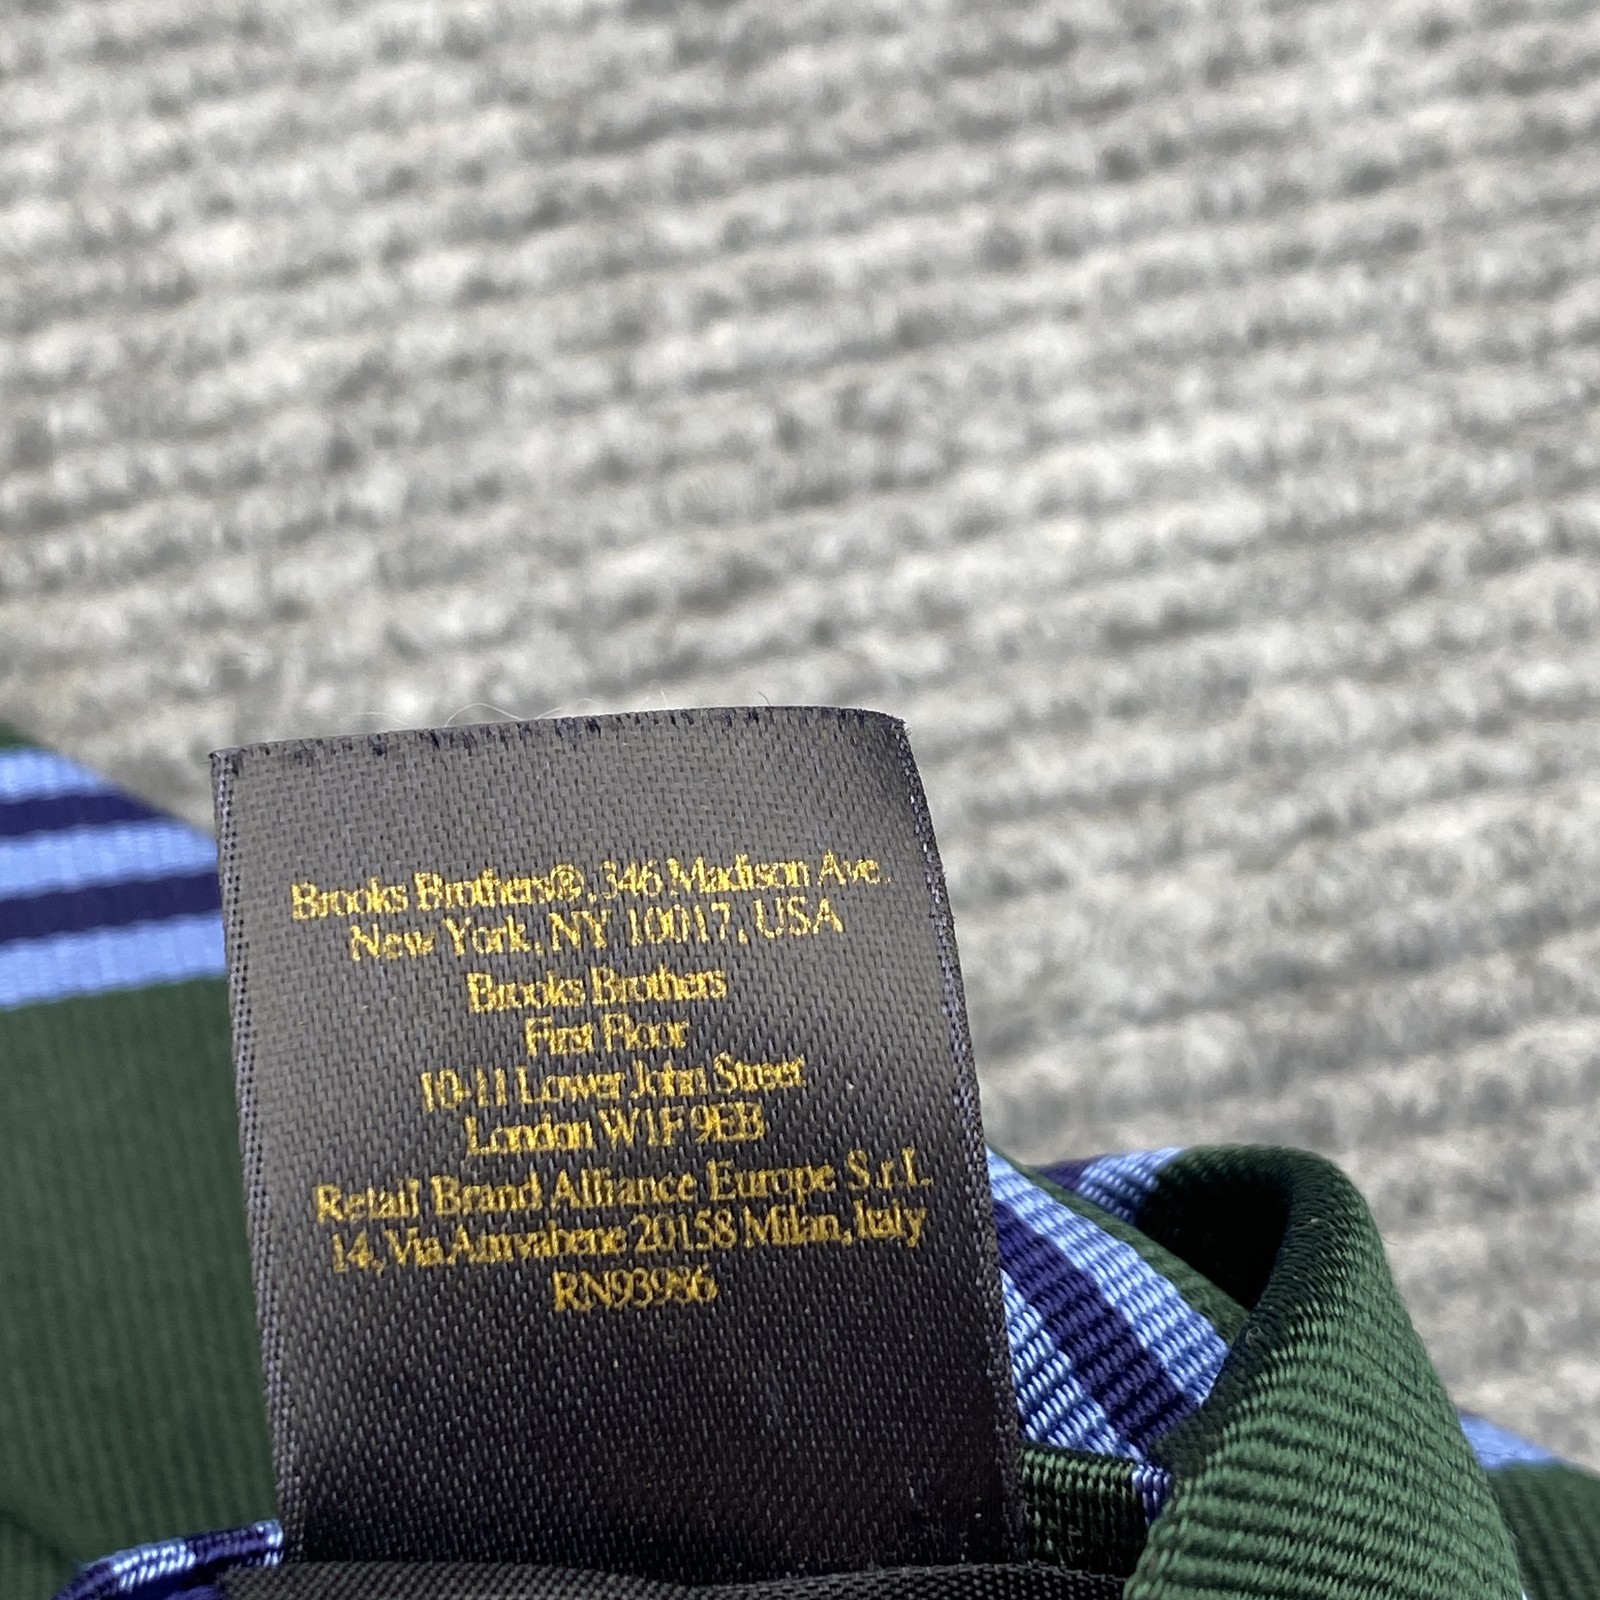 Brooks Brothers®, 346 Madison Ave.
New York, NY 10017, USA
Brooks Brothers
First Floor
10-11 Lower John Street
London W1F 9EB
Retail Brand Alliance Europe S.r.l.
14, Via Antvabene 20158 Milan, Italy
RN93986